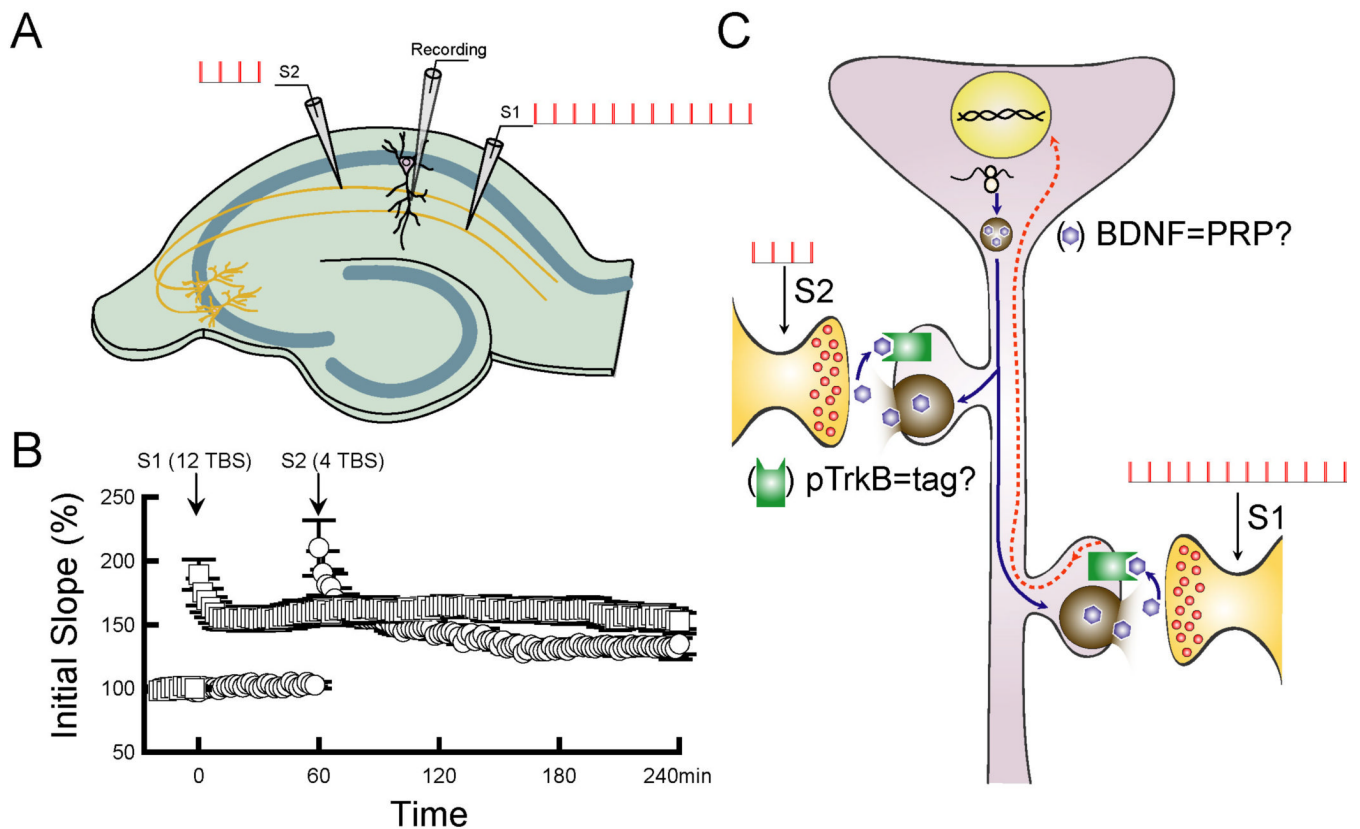 A
Recording
S2
S1
B
S1 (12 TBS)
S2 (4 TBS)
Initial Slope (%)
250
200
150
100
50
0
60
120
180
240min
Time
C
( ) BDNF=PRP?
S2
( ) pTrkB=tag?
S1